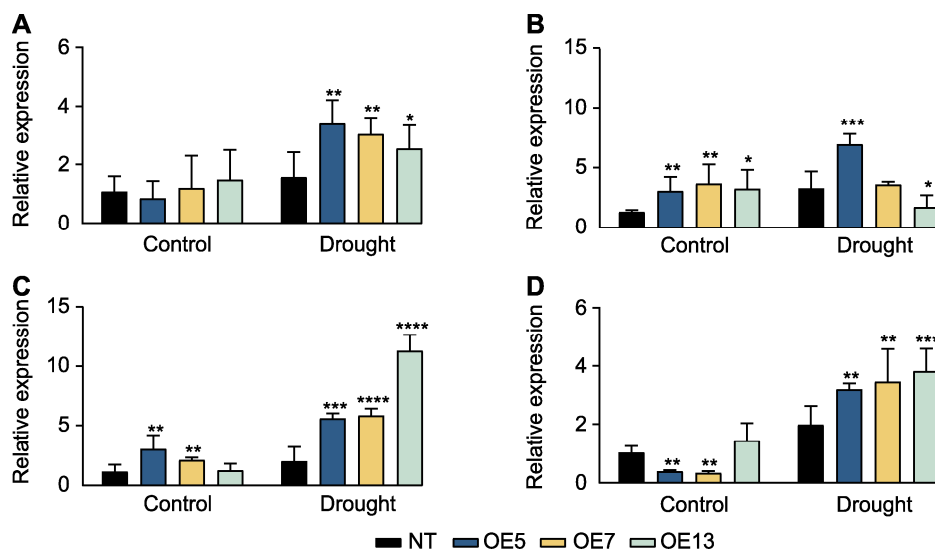 A
Relative expression
6
4
2
0
**
**
*
Control
Drought
B
Relative expression
15
10
5
0
**
**
*
***
*
Control
Drought
C
Relative expression
15
10
5
0
**
**
***
****
****
Control
Drought
D
Relative expression
6
4
2
0
**
**
**
**
***
Control
Drought
NT OE5 OE7 OE13